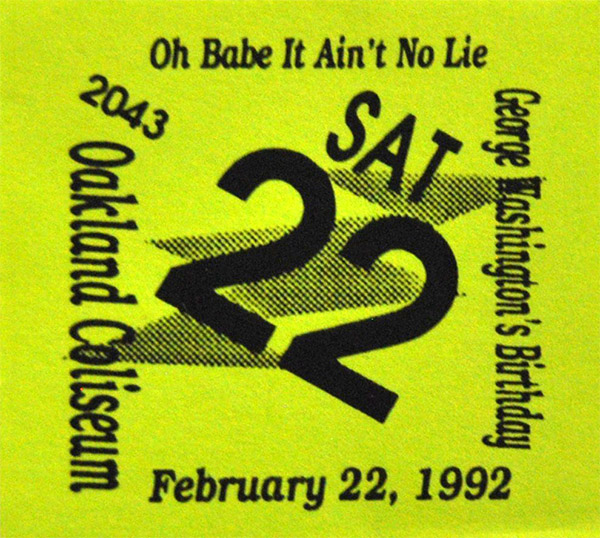 Oh Babe It Ain't No Lie
2043
SAT
22
Oakland Coliseum
George Washington's Birthday
February 22, 1992